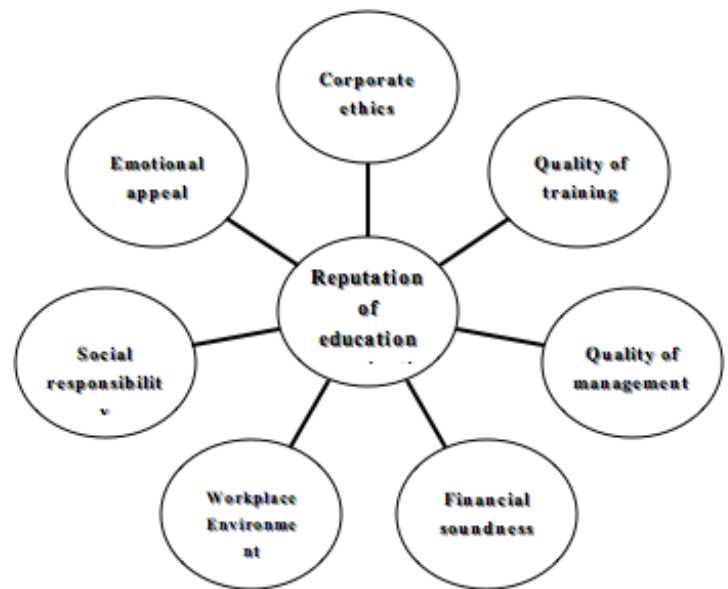 Corporate
ethics
Emotional
appeal
Quality of
training
Reputation
of
education
Social
responsibilit
y
Quality of
management
Workplace
Environme
nt
Financial
soundness